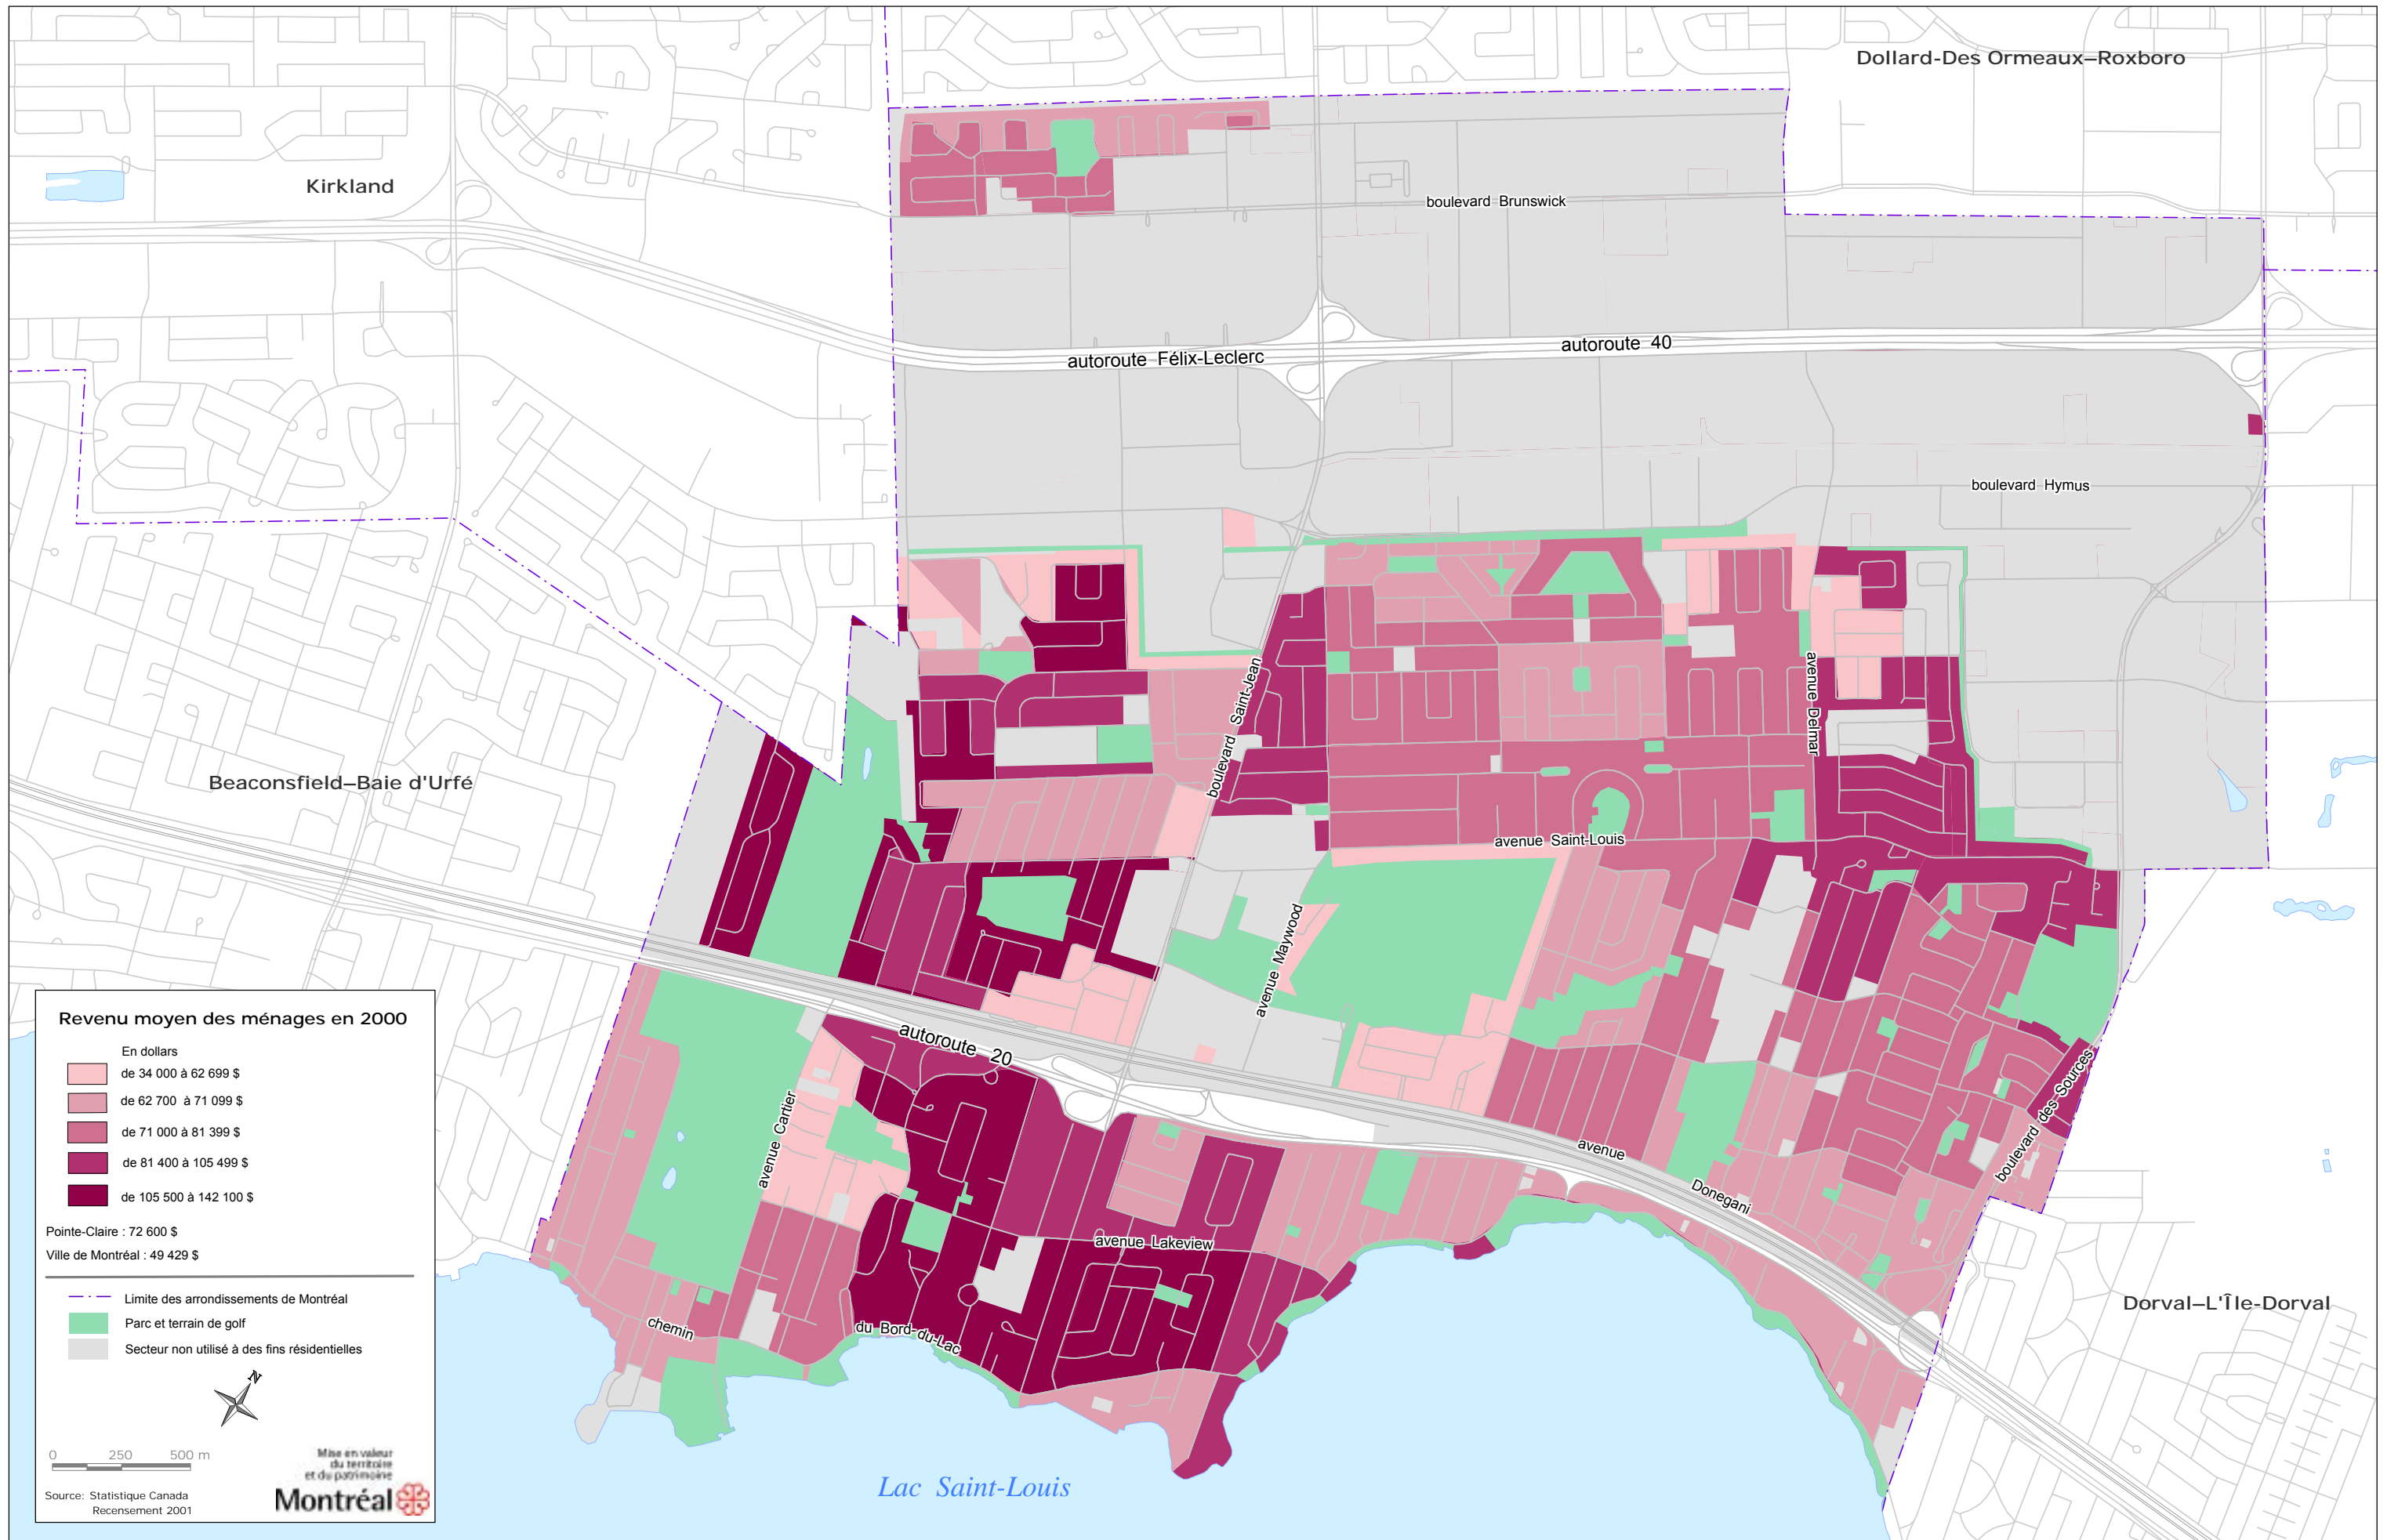 Dollard-Des Ormeaux–Roxboro
Kirkland
boulevard Brunswick
autoroute Félix-Leclerc
autoroute 40
boulevard Hymus
boulevard Saint-Jean
avenue Delmar
Beaconsfield–Baie d'Urfé
avenue Saint-Louis
avenue Maywood
autoroute 20
avenue Cartier
avenue Donegani
boulevard des Sources
avenue Lakeview
chemin du Bord-du-Lac
Dorval–L'Île-Dorval
Lac Saint-Louis
Revenu moyen des ménages en 2000
En dollars
de 34 000 à 62 699 $
de 62 700 à 71 099 $
de 71 000 à 81 399 $
de 81 400 à 105 499 $
de 105 500 à 142 100 $
Pointe-Claire : 72 600 $
Ville de Montréal : 49 429 $
Limite des arrondissements de Montréal
Parc et terrain de golf
Secteur non utilisé à des fins résidentielles
N
0 250 500 m
Mise en valeur
du territoire
et du patrimoine
Montréal
Source: Statistique Canada
Recensement 2001